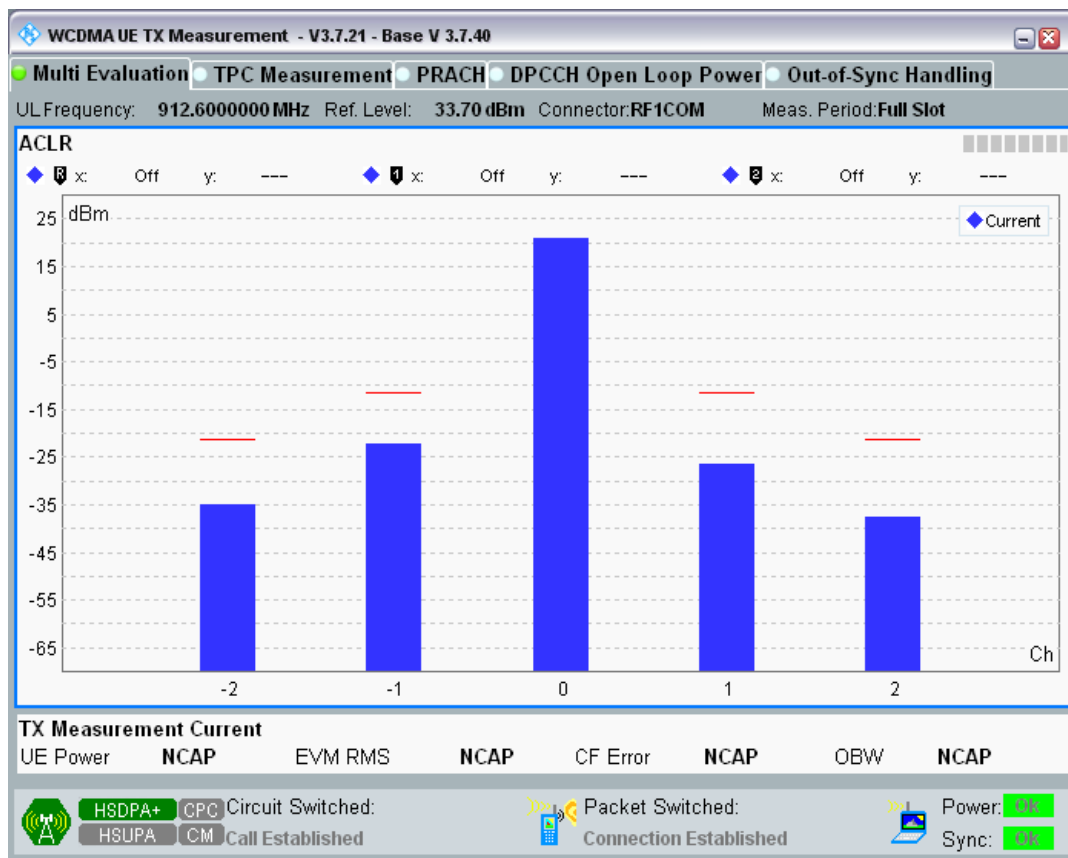 WCDMA UE TX Measurement - V3.7.21 - Base V 3.7.40
Multi Evaluation TPC Measurement PRACH DPCCH Open Loop Power Out-of-Sync Handling
UL Frequency: 912.6000000 MHz Ref. Level: 33.70 dBm Connector:RF1COM Meas. Period:Full Slot
ACLR
R x: Off y: --- 1 x: Off y: --- 2 x: Off y: ---
dBm
Current
25
15
5
-5
-15
-25
-35
-45
-55
-65
Ch
-2 -1 0 1 2
TX Measurement Current
UE Power NCAP EVM RMS NCAP CF Error NCAP OBW NCAP
HSDPA+ CPC Circuit Switched: Packet Switched: Power: OK
HSUPA CM Call Established Connection Established Sync: OK